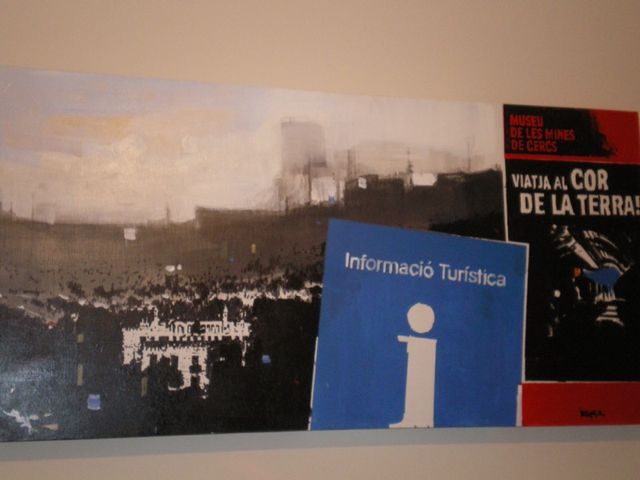 MUSEU
DE LES MINES
DE CERCS
VIATJA AL COR
DE LA TERRA!
Informació Turística
i